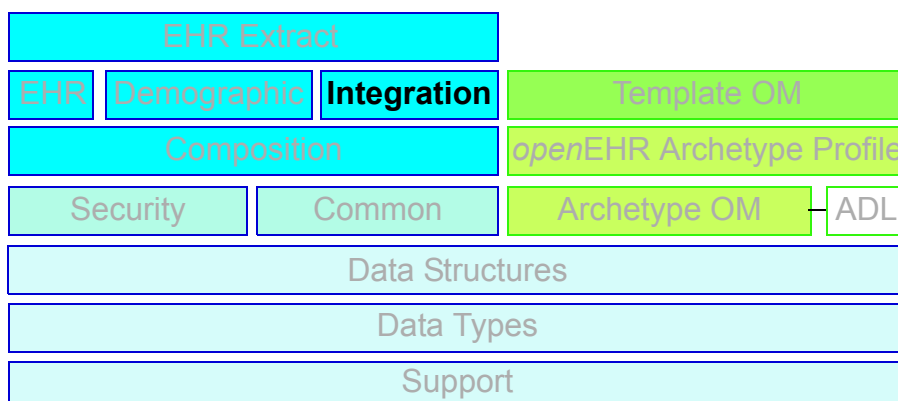 EHR Extract
EHR Demographic Integration Template OM
Composition openEHR Archetype Profile
Security Common Archetype OM ADL
Data Structures
Data Types
Support